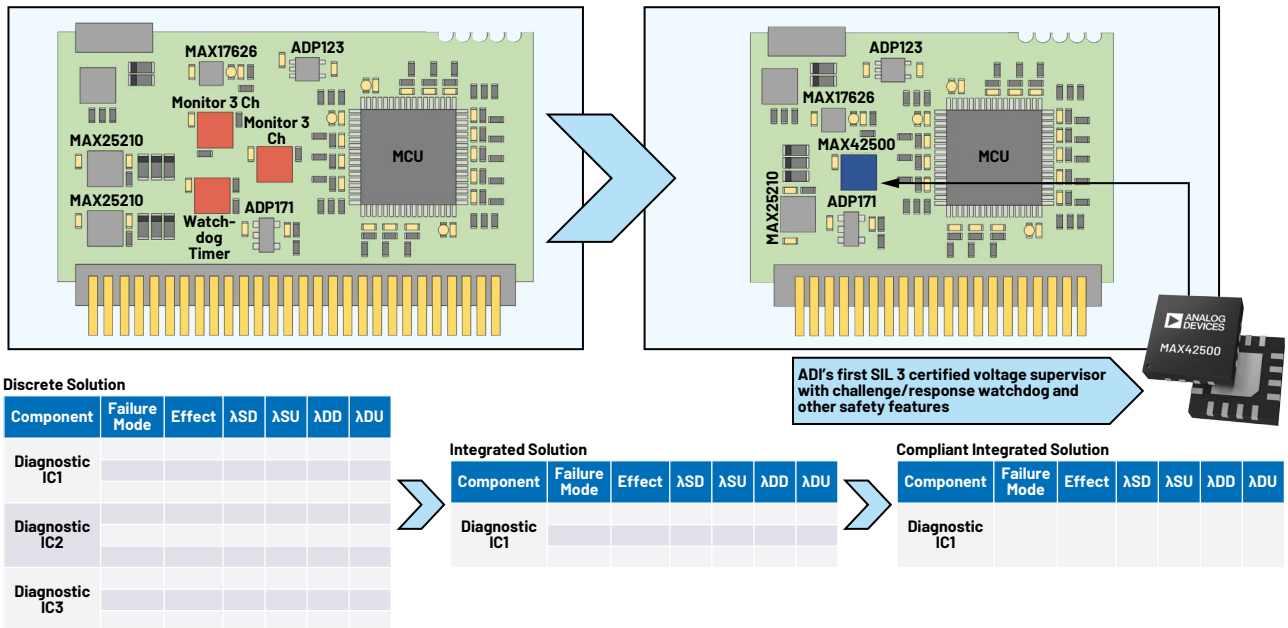 MAX17626
ADP123
Monitor 3 Ch
Monitor 3
Ch
MAX25210
MCU
MAX25210
ADP171
Watch-
dog
Timer
ADP123
MAX17626
MAX42500
MCU
MAX25210
ADP171
ANALOG
DEVICES
MAX42500
ADI's first SIL 3 certified voltage supervisor
with challenge/response watchdog and
other safety features
Discrete Solution
Component Failure Mode Effect λSD λSU λDD λDU
Diagnostic
IC1
Diagnostic
IC2
Diagnostic
IC3
Integrated Solution
Component Failure Mode Effect λSD λSU λDD λDU
Diagnostic
IC1
Compliant Integrated Solution
Component Failure Mode Effect λSD λSU λDD λDU
Diagnostic
IC1